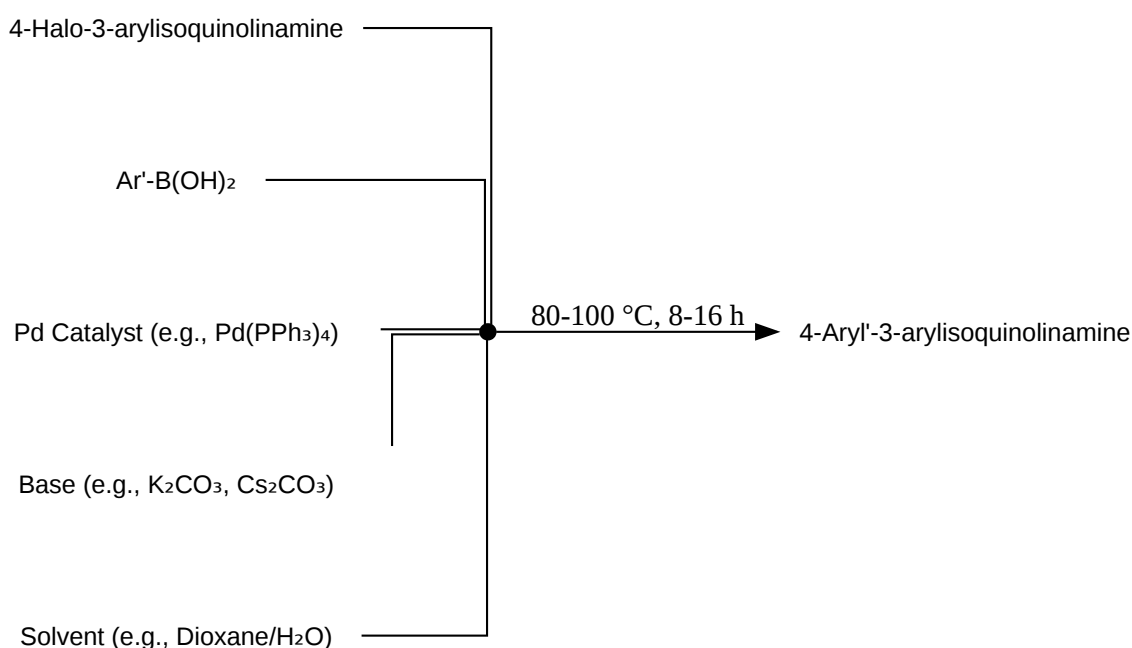 4-Halo-3-arylisoquinolinamine
Ar'-B(OH)₂
Pd Catalyst (e.g., Pd(PPh₃)₄)
80-100 °C, 8-16 h
4-Aryl'-3-arylisoquinolinamine
Base (e.g., K₂CO₃, Cs₂CO₃)
Solvent (e.g., Dioxane/H₂O)